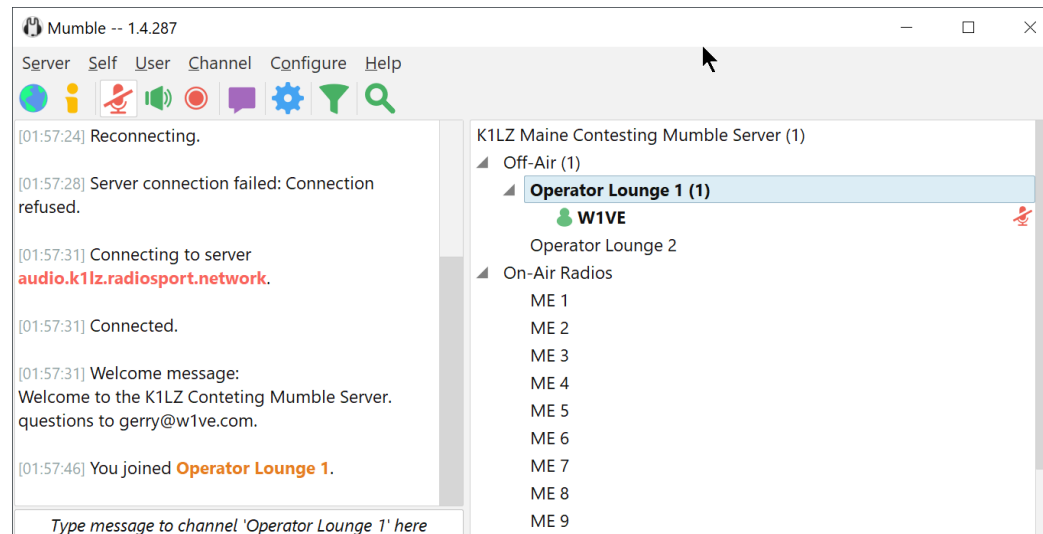 Mumble -- 1.4.287
Server Self User Channel Configure Help
[01:57:24] Reconnecting.
[01:57:28] Server connection failed: Connection
refused.
[01:57:31] Connecting to server
audio.k1lz.radiosport.network.
[01:57:31] Connected.
[01:57:31] Welcome message:
Welcome to the K1LZ Conteting Mumble Server.
questions to gerry@w1ve.com.
[01:57:46] You joined Operator Lounge 1.
Type message to channel 'Operator Lounge 1' here
K1LZ Maine Contesting Mumble Server (1)
Off-Air (1)
Operator Lounge 1 (1)
W1VE
Operator Lounge 2
On-Air Radios
ME 1
ME 2
ME 3
ME 4
ME 5
ME 6
ME 7
ME 8
ME 9